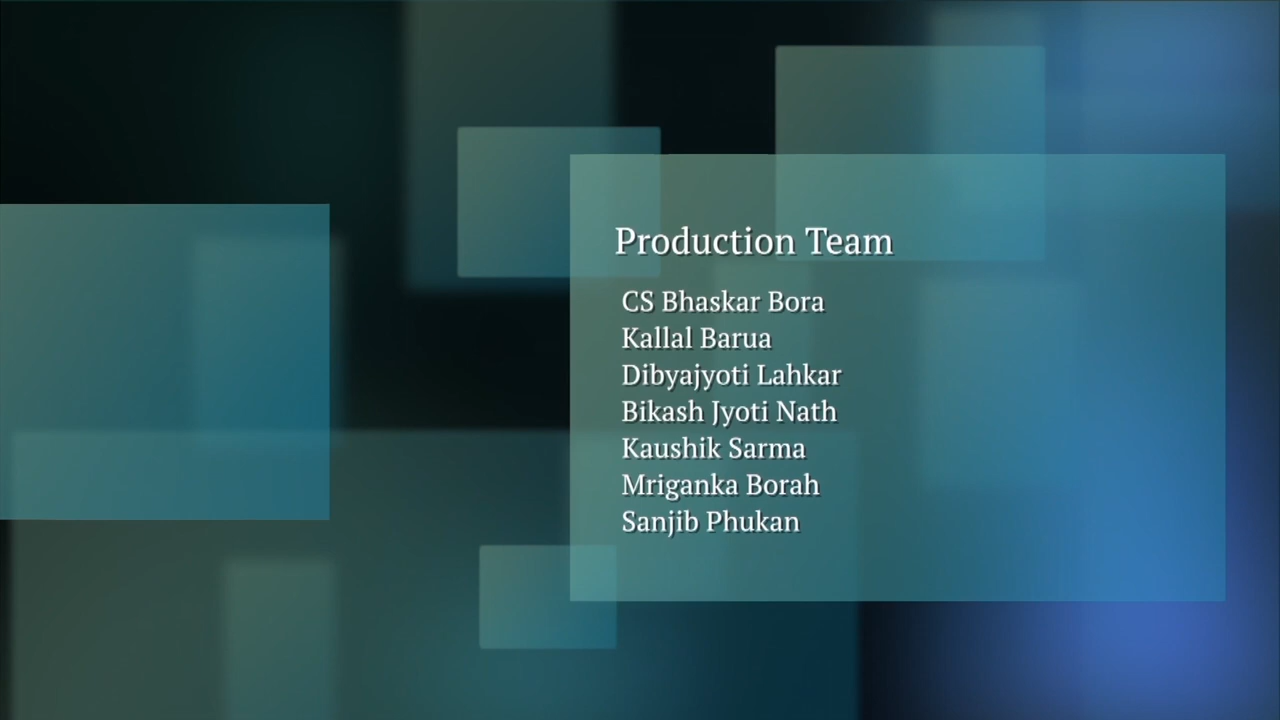 Production Team
CS Bhaskar Bora
Kallal Barua
Dibyajyoti Lahkar
Bikash Jyoti Nath
Kaushik Sarma
Mriganka Borah
Sanjib Phukan